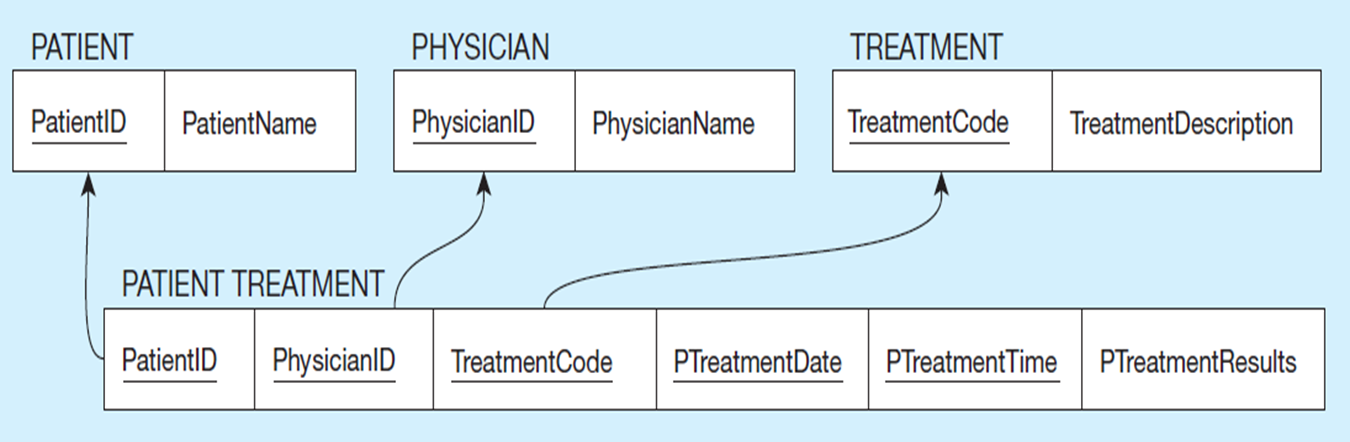 PATIENT PHYSICIAN TREATMENT
PatientID PatientName PhysicianID PhysicianName TreatmentCode TreatmentDescription
PATIENT TREATMENT
PatientID PhysicianID TreatmentCode PTreatmentDate PTreatmentTime PTreatmentResults